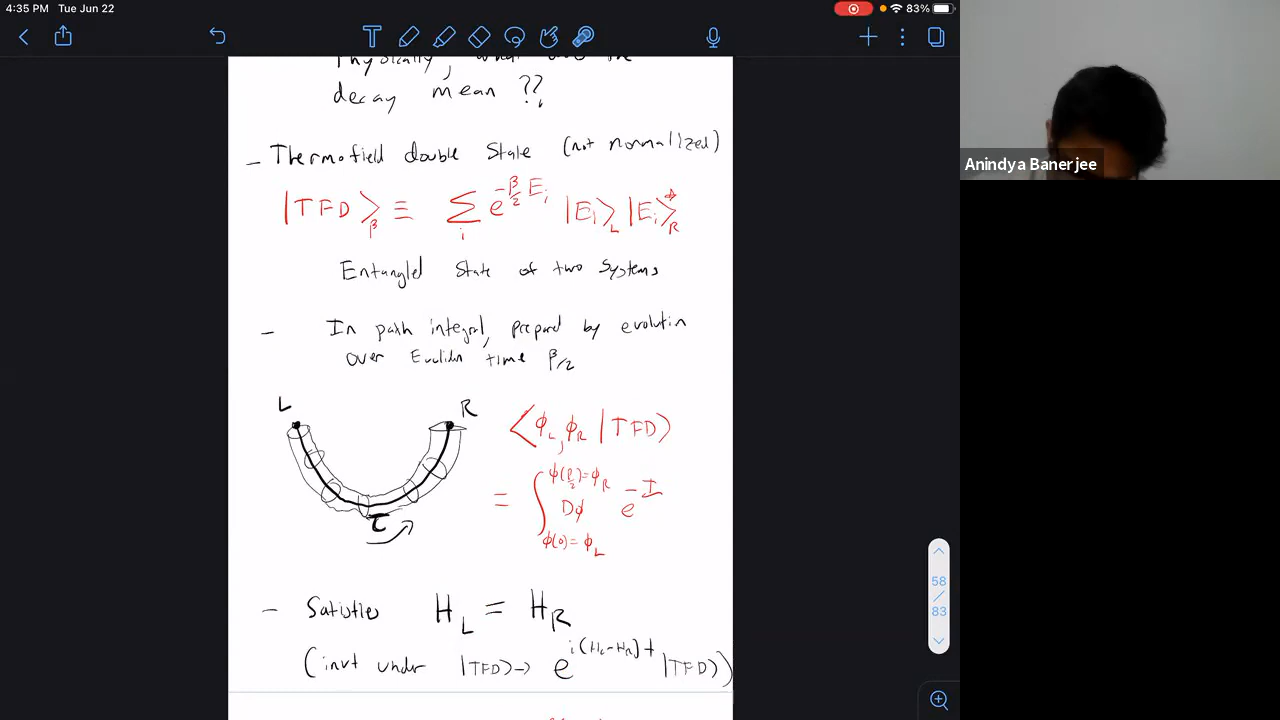 4:35 PM Tue Jun 22
83%
Physically, what the
decay mean ??
- Thermofield double state (not normalized)
|TFD⟩_β ≡ Σ_i e^{-β/2 E_i} |E_i⟩_L |E_i⟩*_R
Entangled state of two systems
- In path integral, prepared by evolution
over Euclidean time β/2
L
R
τ
⟨ϕ_L, ϕ_R | TFD⟩
= ∫_{ϕ(0)=ϕ_L}^{ϕ(β/2)=ϕ_R} Dϕ e^{-I}
- Satisfies H_L = H_R
(invt under |TFD⟩ → e^{i(H_L-H_R)t} |TFD⟩)
58
83
Anindya Banerjee